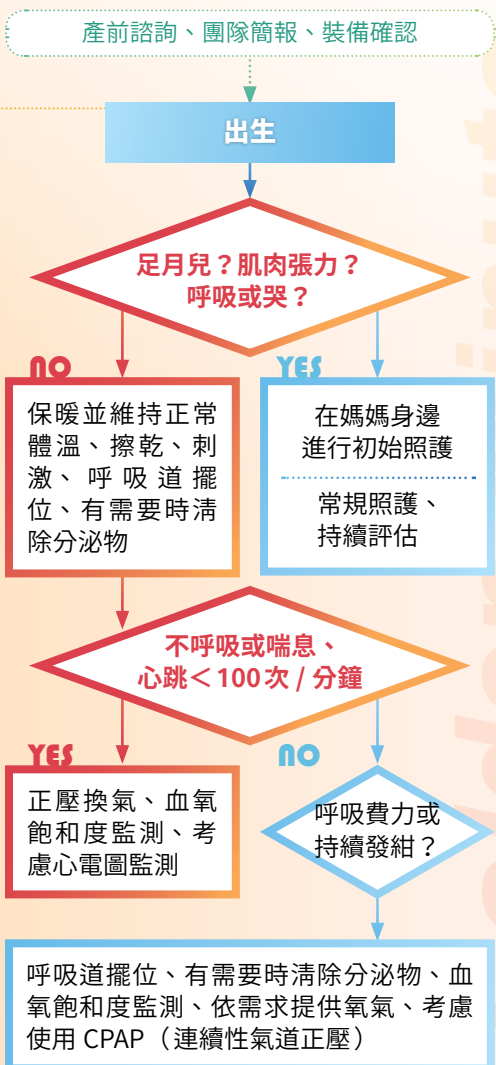 產前諮詢、團隊簡報、裝備確認
出生
足月兒？肌肉張力？
呼吸或哭？
NO
YES
保暖並維持正常
體溫、擦乾、刺
激、呼吸道擺
位、有需要時清
除分泌物
在媽媽身邊
進行初始照護
常規照護、
持續評估
不呼吸或喘息、
心跳＜100次 / 分鐘
YES
NO
正壓換氣、血氧
飽和度監測、考
慮心電圖監測
呼吸費力或
持續發紺？
呼吸道擺位、有需要時清除分泌物、血
氧飽和度監測、依需求提供氧氣、考慮
使用 CPAP（連續性氣道正壓）